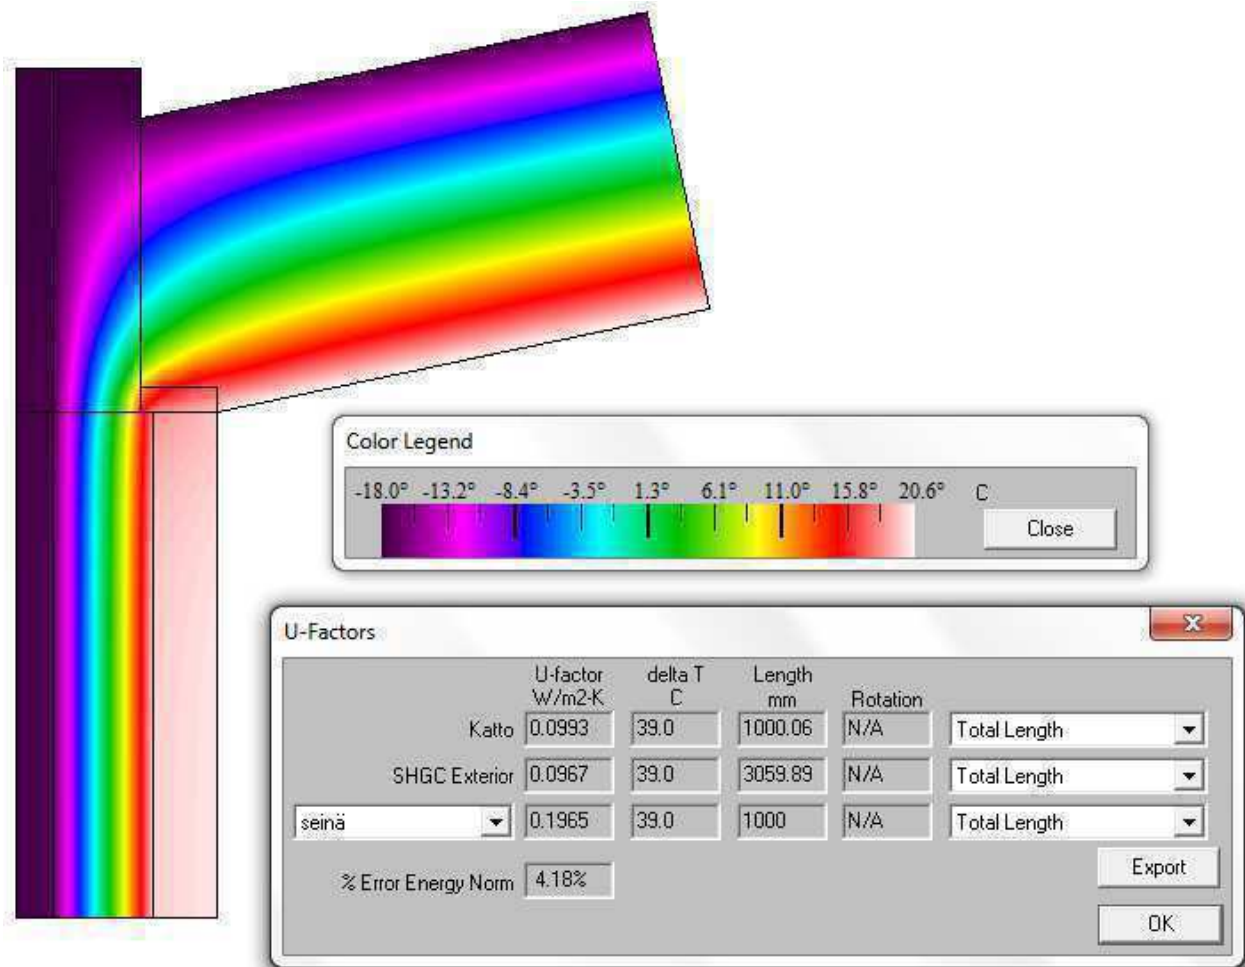 Color Legend
-18.0° -13.2° -8.4° -3.5° 1.3° 6.1° 11.0° 15.8° 20.6° C
Close
U-Factors
U-factor delta T Length
W/m2-K C mm Rotation
Katto 0.0993 39.0 1000.06 N/A Total Length
SHGC Exterior 0.0967 39.0 3059.89 N/A Total Length
seinä 0.1965 39.0 1000 N/A Total Length
% Error Energy Norm 4.18% Export
OK